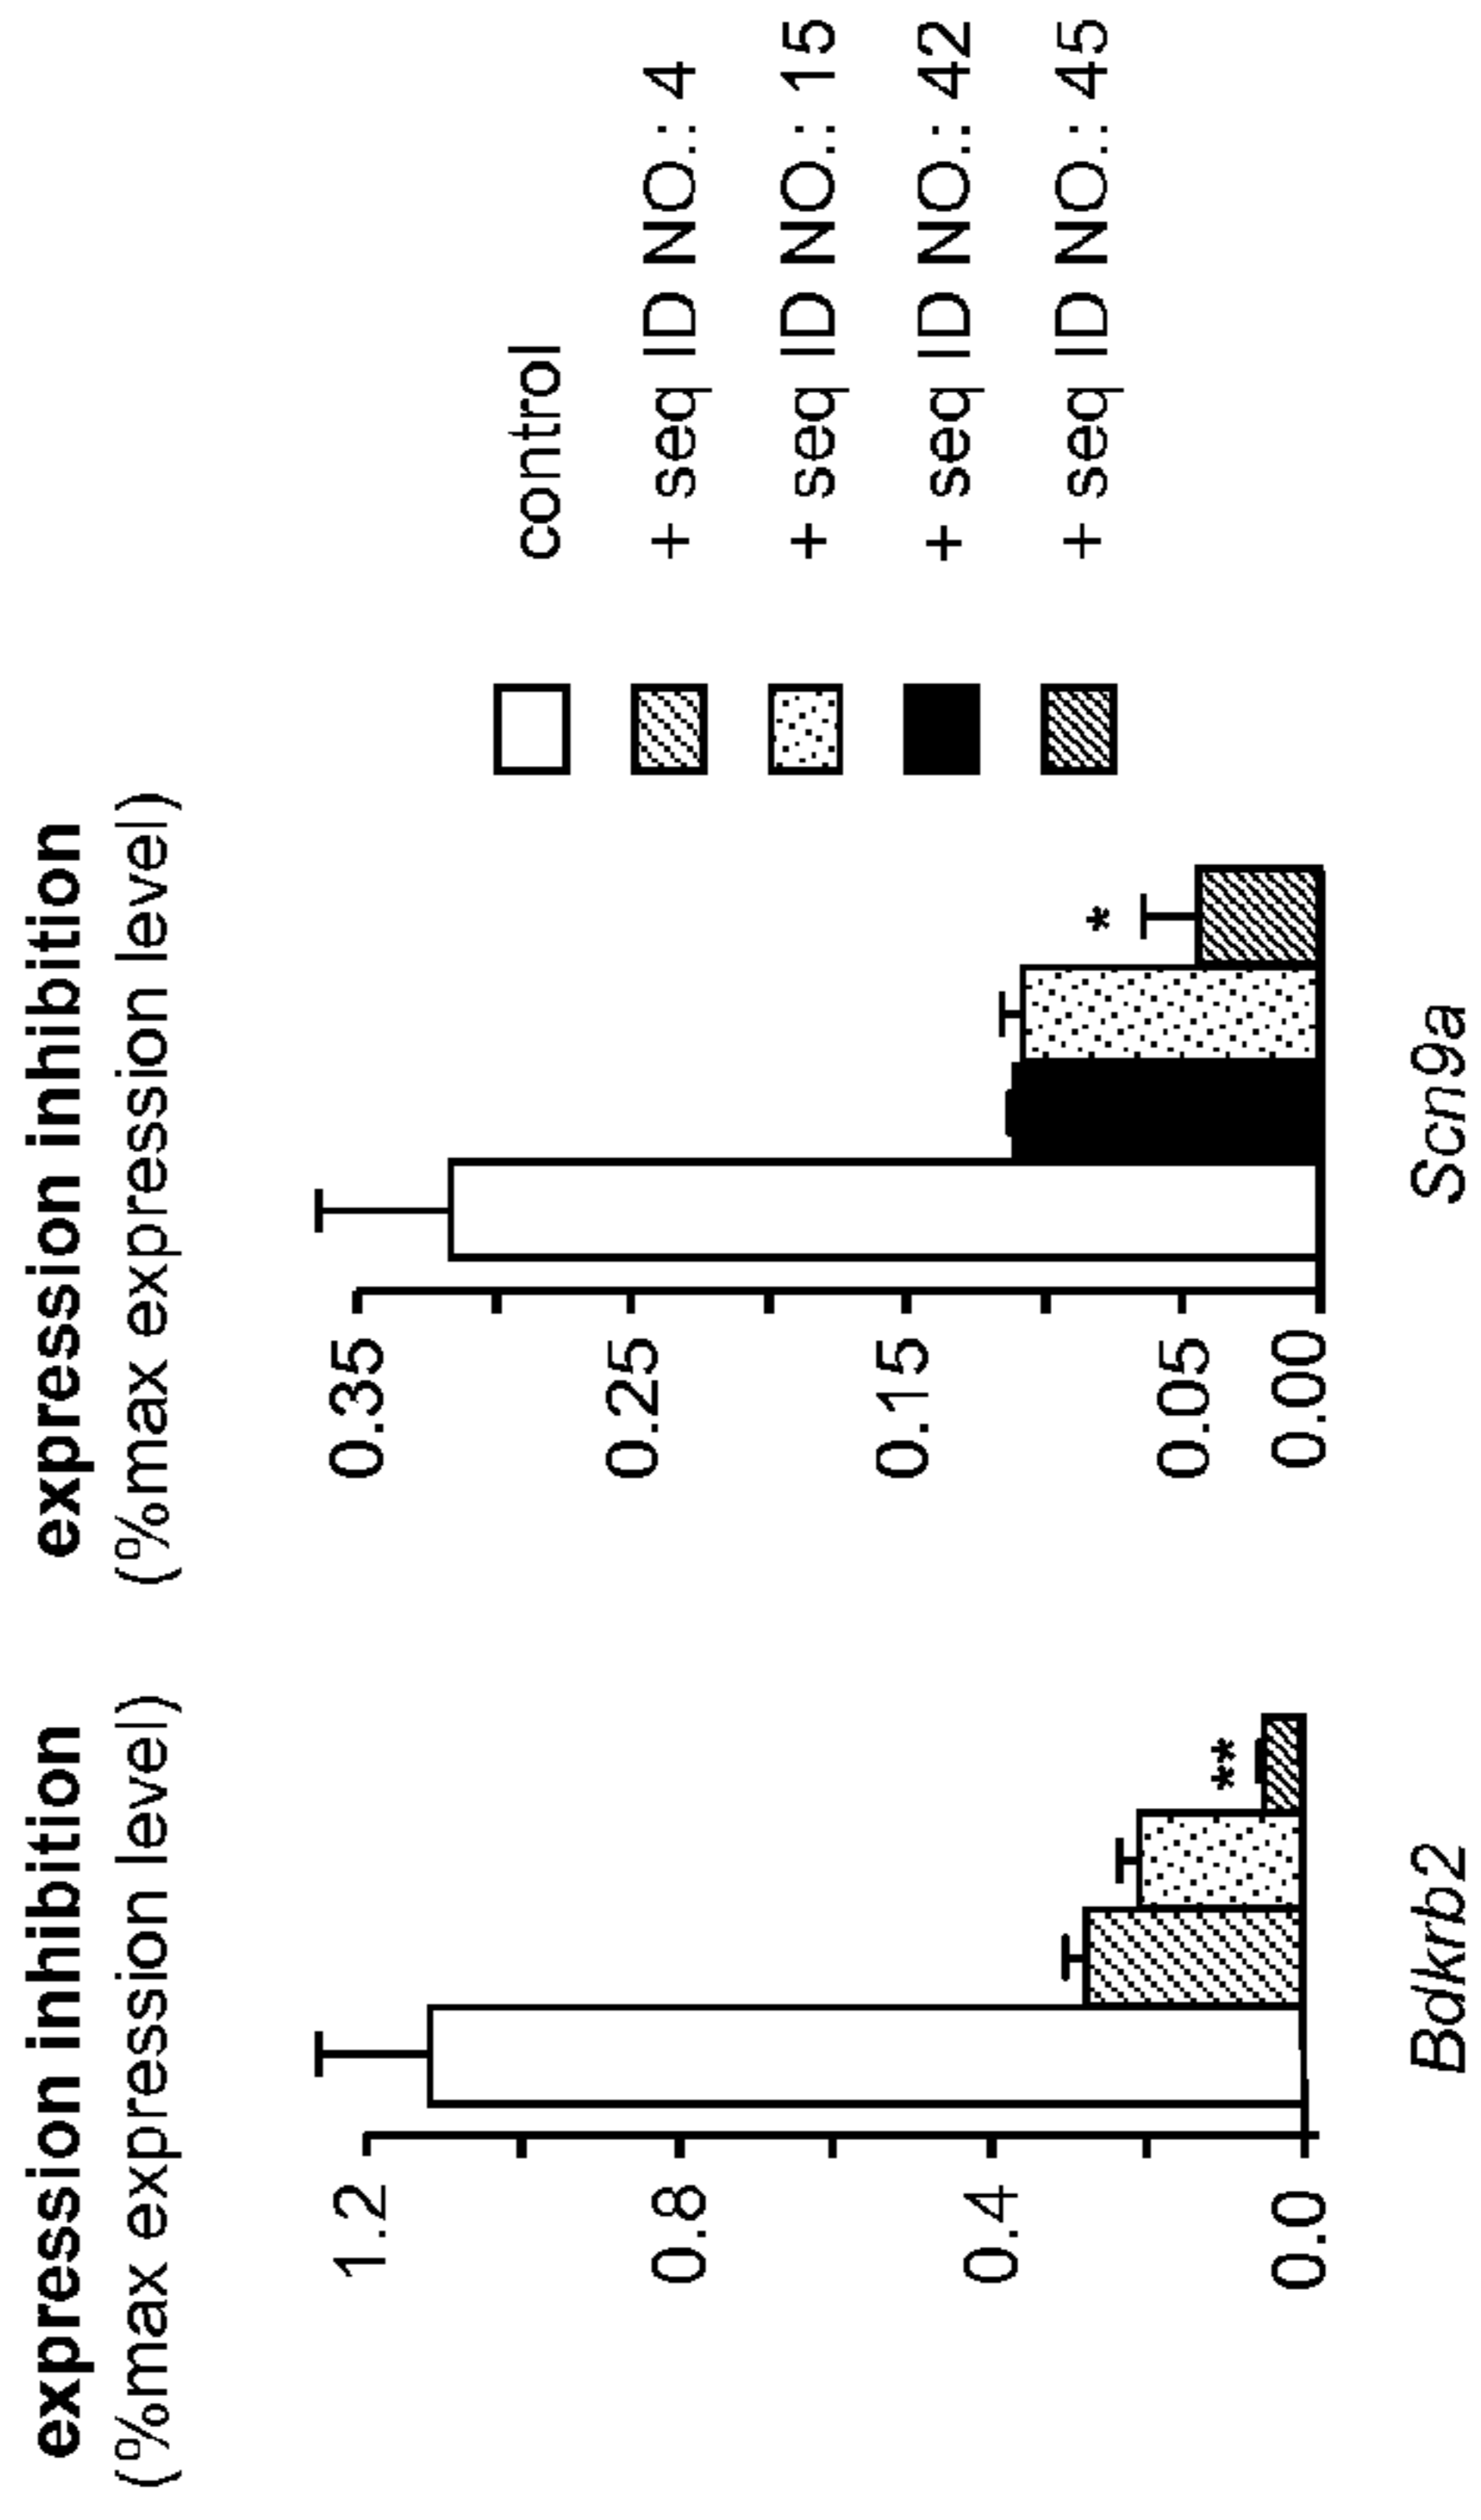 expression inhibition
(%max expression level)
1.2
0.8
0.4
0.0
**
Bdkrb2
expression inhibition
(%max expression level)
0.35
0.25
0.15
0.05
0.00
*
Scn9a
control
+ seq ID NO.: 4
+ seq ID NO.: 15
+ seq ID NO.: 42
+ seq ID NO.: 45